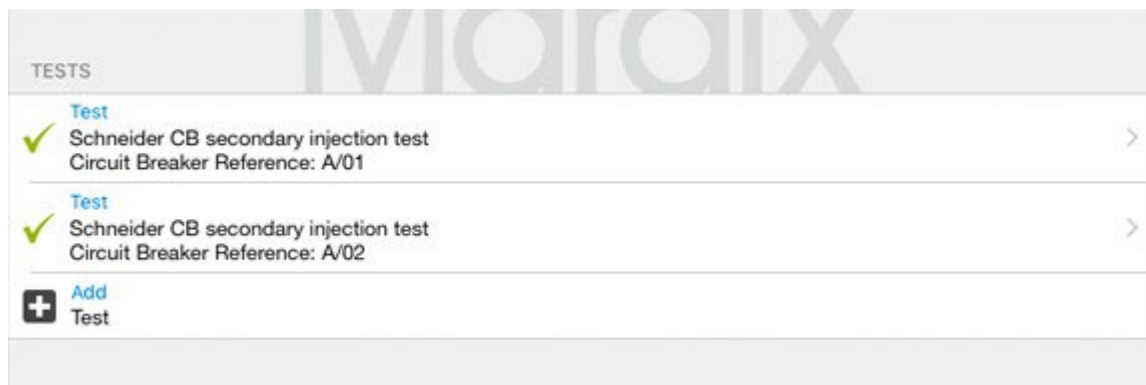 TESTS
Test
Schneider CB secondary injection test
Circuit Breaker Reference: A/01
Test
Schneider CB secondary injection test
Circuit Breaker Reference: A/02
Add
Test